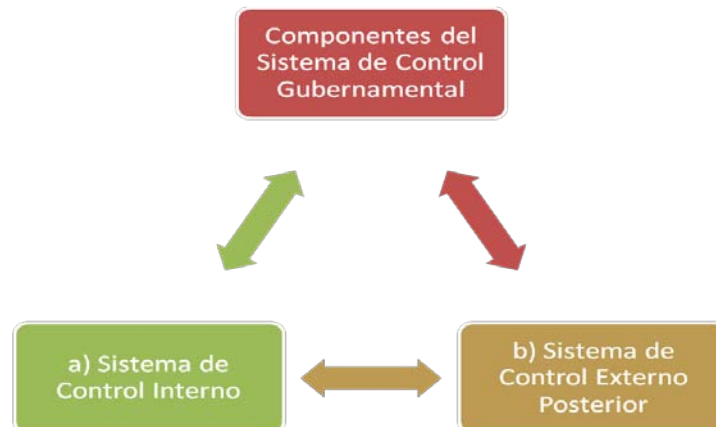 Componentes del
Sistema de Control
Gubernamental
a) Sistema de
Control Interno
b) Sistema de
Control Externo
Posterior